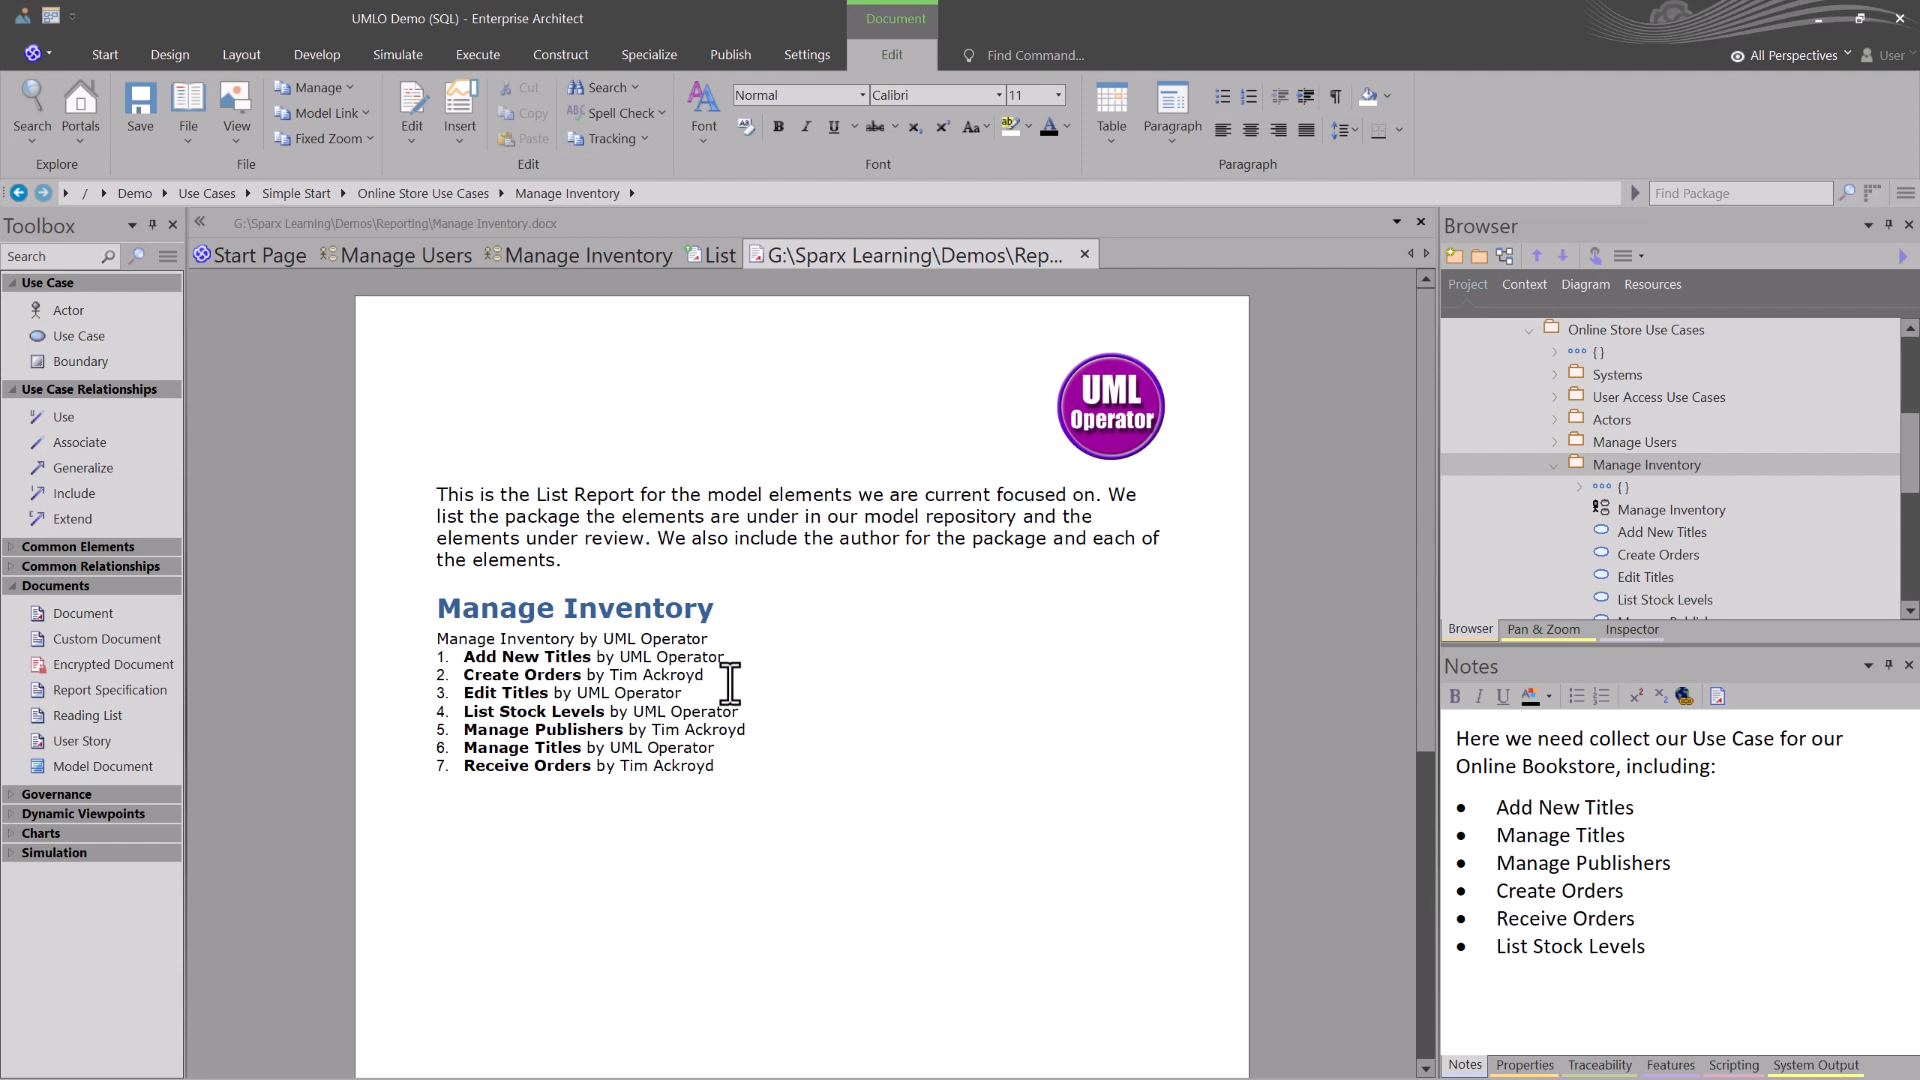 UMLO Demo (SQL) - Enterprise Architect
Document
Start
Design
Layout
Develop
Simulate
Execute
Construct
Specialize
Publish
Settings
Edit
Find Command...
All Perspectives
User
Search
Portals
Explore
Save
File
View
Manage
Model Link
Fixed Zoom
File
Edit
Insert
Cut
Copy
Paste
Search
Spell Check
Tracking
Edit
Font
Normal
Calibri
11
Font
Table
Paragraph
Paragraph
/ Demo Use Cases Simple Start Online Store Use Cases Manage Inventory
Find Package
Toolbox
Search
Use Case
Actor
Use Case
Boundary
Use Case Relationships
Use
Associate
Generalize
Include
Extend
Common Elements
Common Relationships
Documents
Document
Custom Document
Encrypted Document
Report Specification
Reading List
User Story
Model Document
Governance
Dynamic Viewpoints
Charts
Simulation
G:\Sparx Learning\Demos\Reporting\Manage Inventory.docx
Start Page
Manage Users
Manage Inventory
List
G:\Sparx Learning\Demos\Rep...
UML
Operator
This is the List Report for the model elements we are current focused on. We
list the package the elements are under in our model repository and the
elements under review. We also include the author for the package and each of
the elements.
Manage Inventory
Manage Inventory by UML Operator
1. Add New Titles by UML Operator
2. Create Orders by Tim Ackroyd
3. Edit Titles by UML Operator
4. List Stock Levels by UML Operator
5. Manage Publishers by Tim Ackroyd
6. Manage Titles by UML Operator
7. Receive Orders by Tim Ackroyd
Browser
Project
Context
Diagram
Resources
Online Store Use Cases
{ }
Systems
User Access Use Cases
Actors
Manage Users
Manage Inventory
{ }
Manage Inventory
Add New Titles
Create Orders
Edit Titles
List Stock Levels
Browser
Pan & Zoom
Inspector
Notes
Here we need collect our Use Case for our
Online Bookstore, including:
• Add New Titles
• Manage Titles
• Manage Publishers
• Create Orders
• Receive Orders
• List Stock Levels
Notes
Properties
Traceability
Features
Scripting
System Output